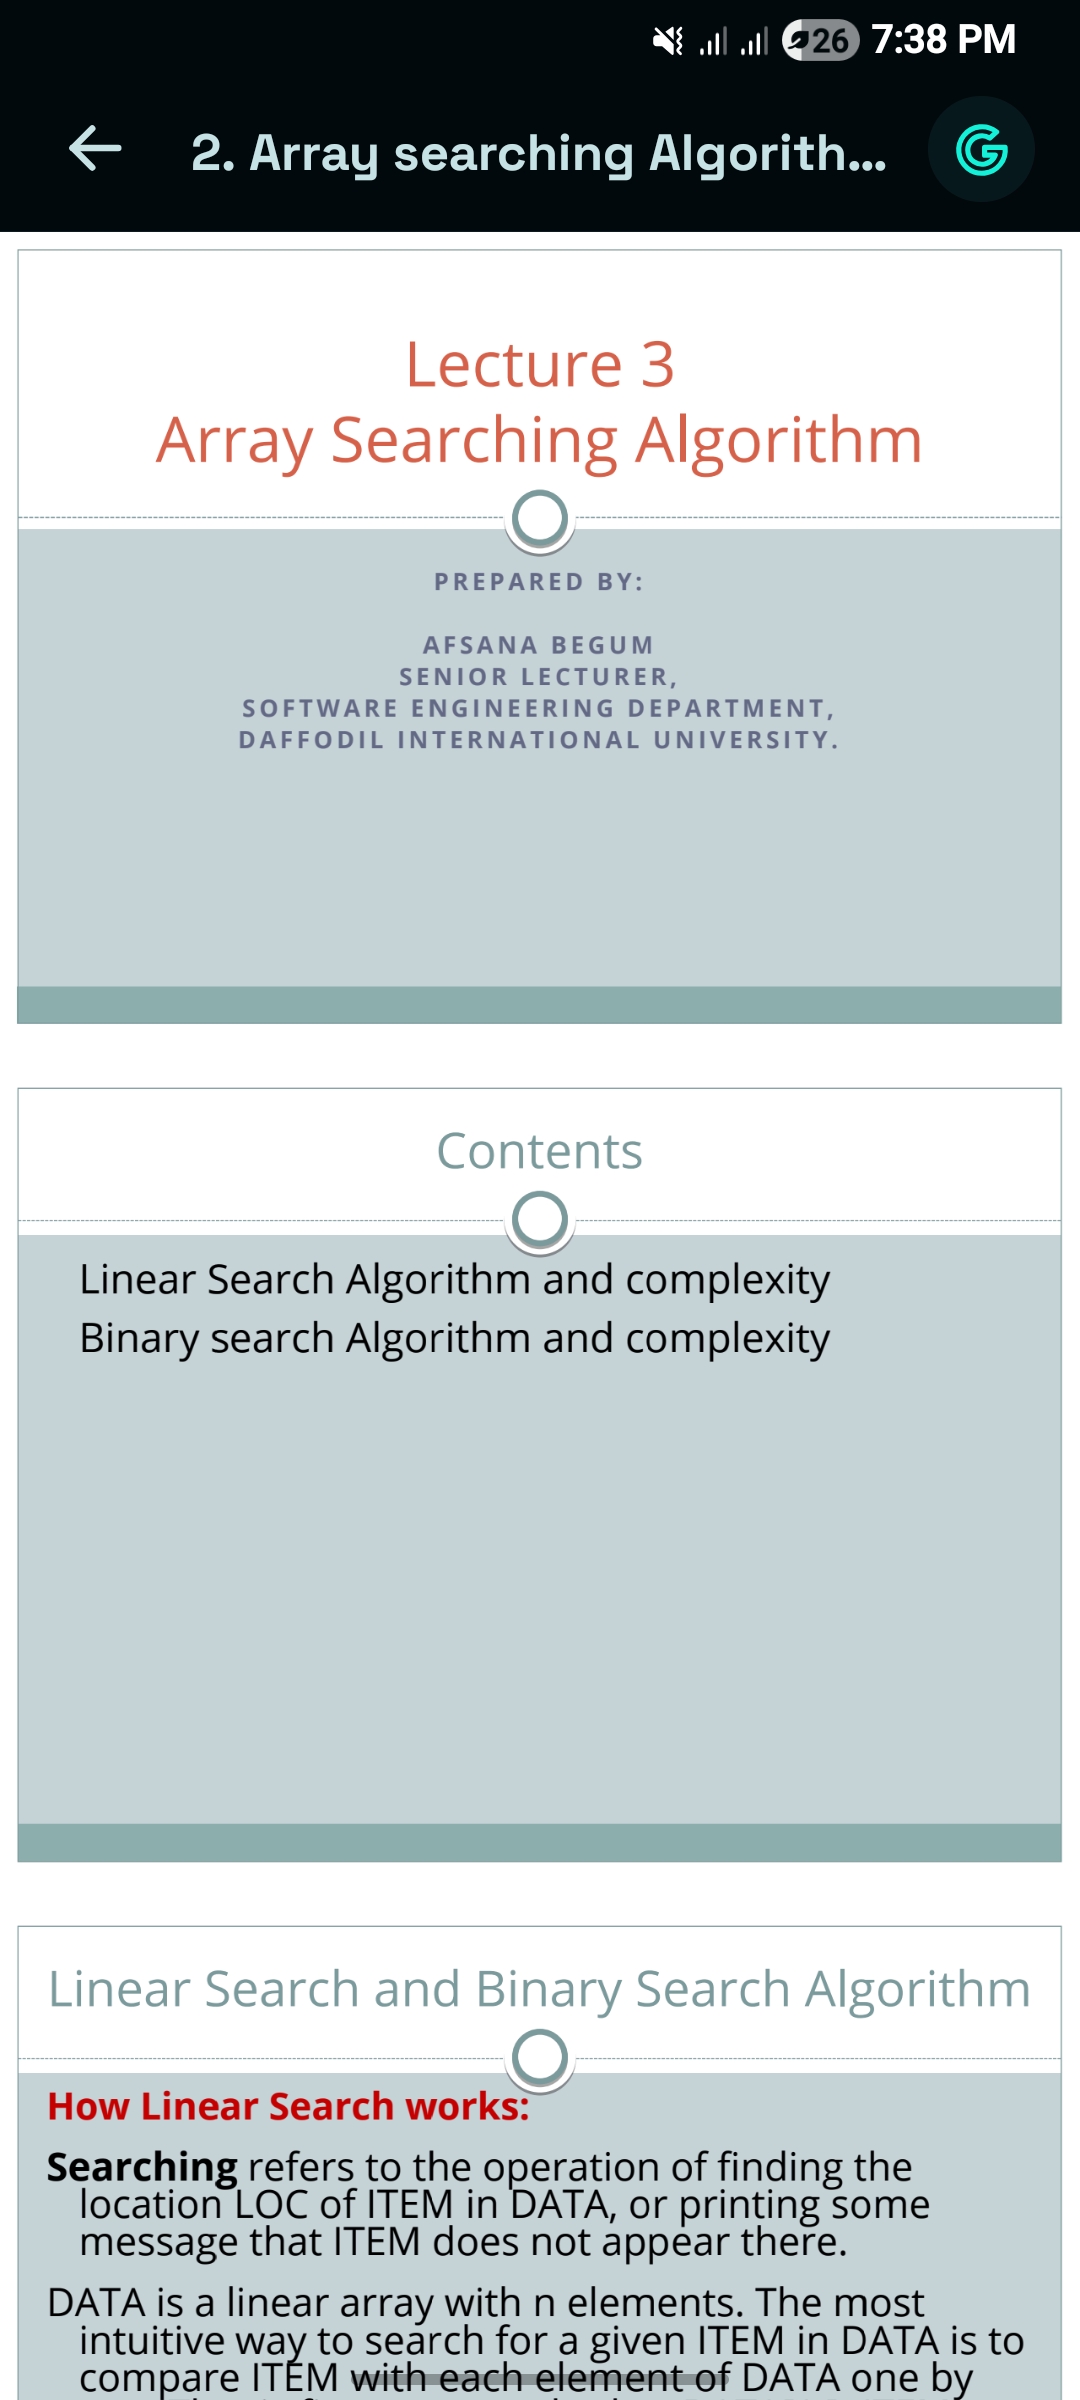 26 7:38 PM
2. Array searching Algorith...
Lecture 3
Array Searching Algorithm
PREPARED BY:
AFSANA BEGUM
SENIOR LECTURER,
SOFTWARE ENGINEERING DEPARTMENT,
DAFFODIL INTERNATIONAL UNIVERSITY.
Contents
Linear Search Algorithm and complexity
Binary search Algorithm and complexity
Linear Search and Binary Search Algorithm
How Linear Search works:
Searching refers to the operation of finding the
location LOC of ITEM in DATA, or printing some
message that ITEM does not appear there.
DATA is a linear array with n elements. The most
intuitive way to search for a given ITEM in DATA is to
compare ITEM with each element of DATA one by